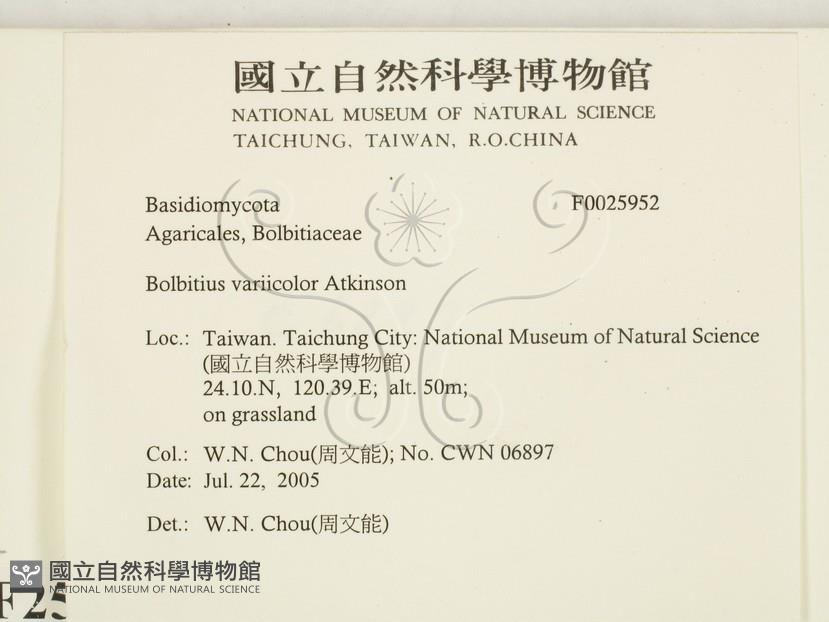 國立自然科學博物館
NATIONAL MUSEUM OF NATURAL SCIENCE
TAICHUNG, TAIWAN, R.O.CHINA
Basidiomycota F0025952
Agaricales, Bolbitiaceae
Bolbitius variicolor Atkinson
Loc.: Taiwan. Taichung City: National Museum of Natural Science
(國立自然科學博物館)
24.10.N, 120.39.E; alt. 50m;
on grassland
Col.: W.N. Chou(周文能); No. CWN 06897
Date: Jul. 22, 2005
Det.: W.N. Chou(周文能)
國立自然科學博物館
NATIONAL MUSEUM OF NATURAL SCIENCE